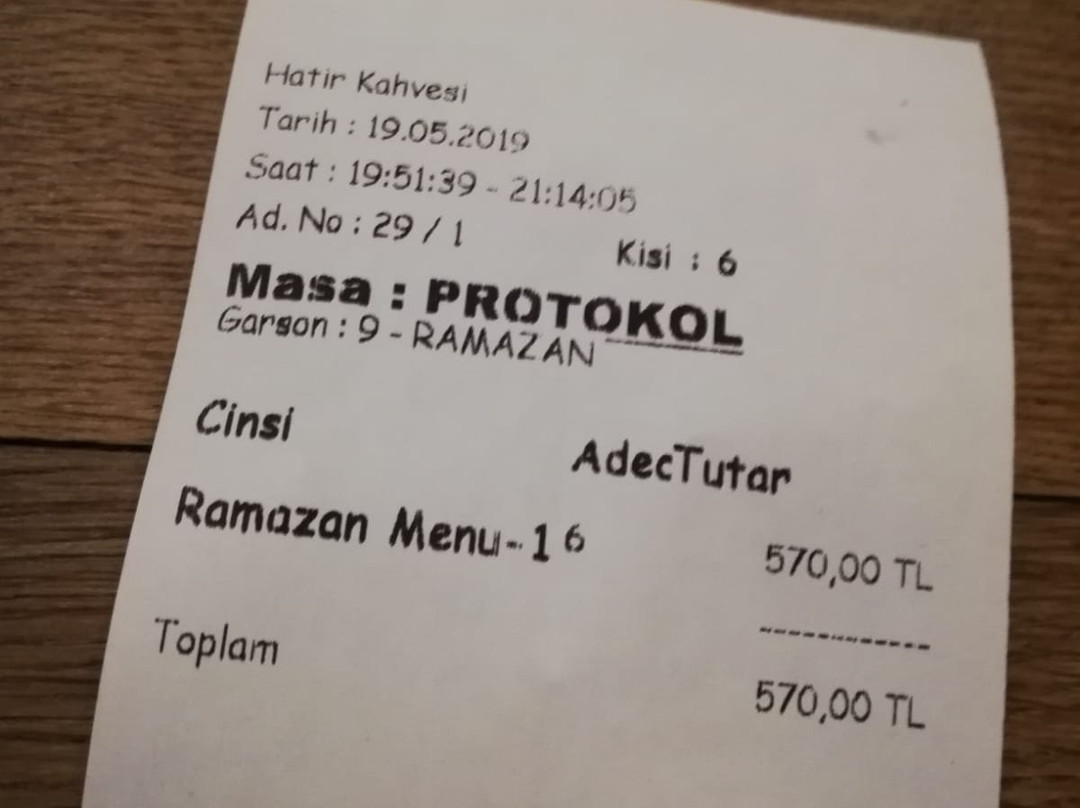 Hatir Kahvesi
Tarih : 19.05.2019
Saat : 19:51:39 - 21:14:05
Ad. No : 29 / 1 Kisi : 6
Masa : PROTOKOL
Garson : 9 - RAMAZAN
Cinsi AdecTutar
Ramazan Menu-1 6 570,00 TL
------------
Toplam 570,00 TL